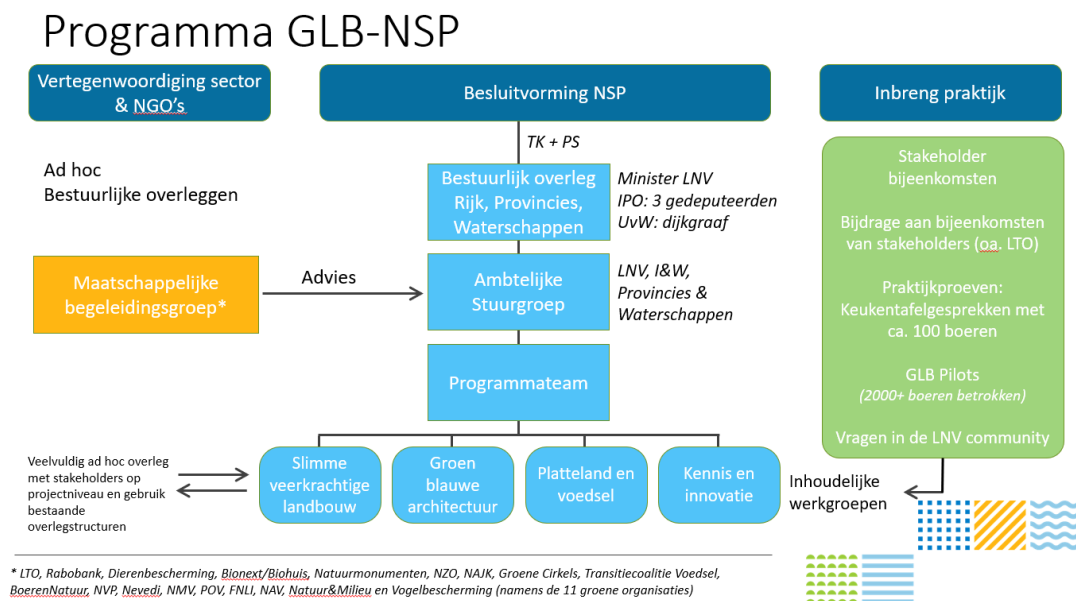 Programma GLB-NSP
Vertegenwoordiging sector
& NGO's
Besluitvorming NSP
Inbreng praktijk
Ad hoc
Bestuurlijke overleggen
TK + PS
Bestuurlijk overleg
Rijk, Provincies,
Waterschappen
Minister LNV
IPO: 3 gedeputeerden
UvW: dijkgraaf
Maatschappelijke
begeleidingsgroep*
Advies
Ambtelijke
Stuurgroep
LNV, I&W,
Provincies &
Waterschappen
Programmateam
Stakeholder
bijeenkomsten
Bijdrage aan bijeenkomsten
van stakeholders (oa. LTO)
Praktijkproeven:
Keukentafelgesprekken met
ca. 100 boeren
GLB Pilots
(2000+ boeren betrokken)
Vragen in de LNV community
Veelvuldig ad hoc overleg
met stakeholders op
projectniveau en gebruik
bestaande
overlegstructuren
Slimme
veerkrachtige
landbouw
Groen
blauwe
architectuur
Platteland en
voedsel
Kennis en
innovatie
Inhoudelijke
werkgroepen
* LTO, Rabobank, Dierenbescherming, Bionext/Biohuis, Natuurmonumenten, NZO, NAJK, Groene Cirkels, Transitiecoalitie Voedsel,
BoerenNatuur, NVP, Nevedi, NMV, POV, FNLI, NAV, Natuur&Milieu en Vogelbescherming (namens de 11 groene organisaties)